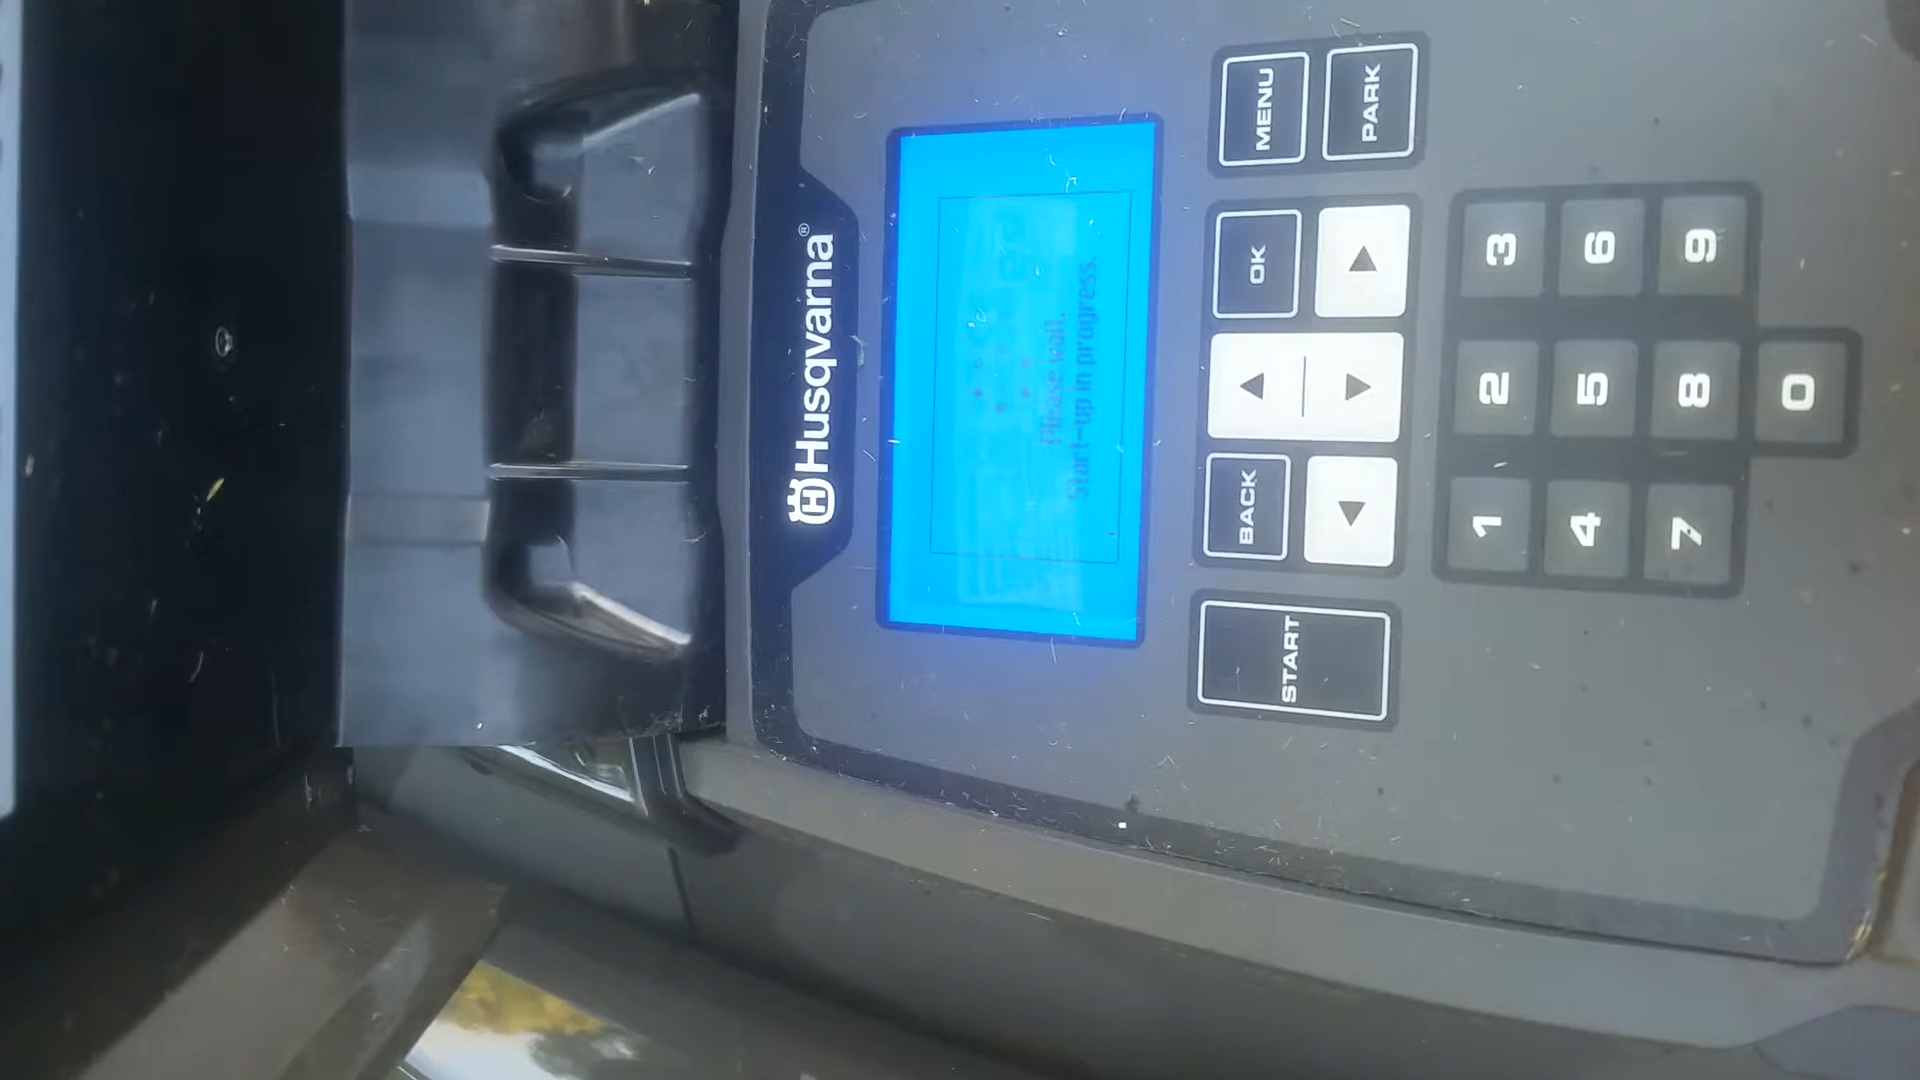 Husqvarna®
Please wait.
Start-up in progress.
START
BACK
OK
MENU
PARK
1 2 3
4 5 6
7 8 9
0